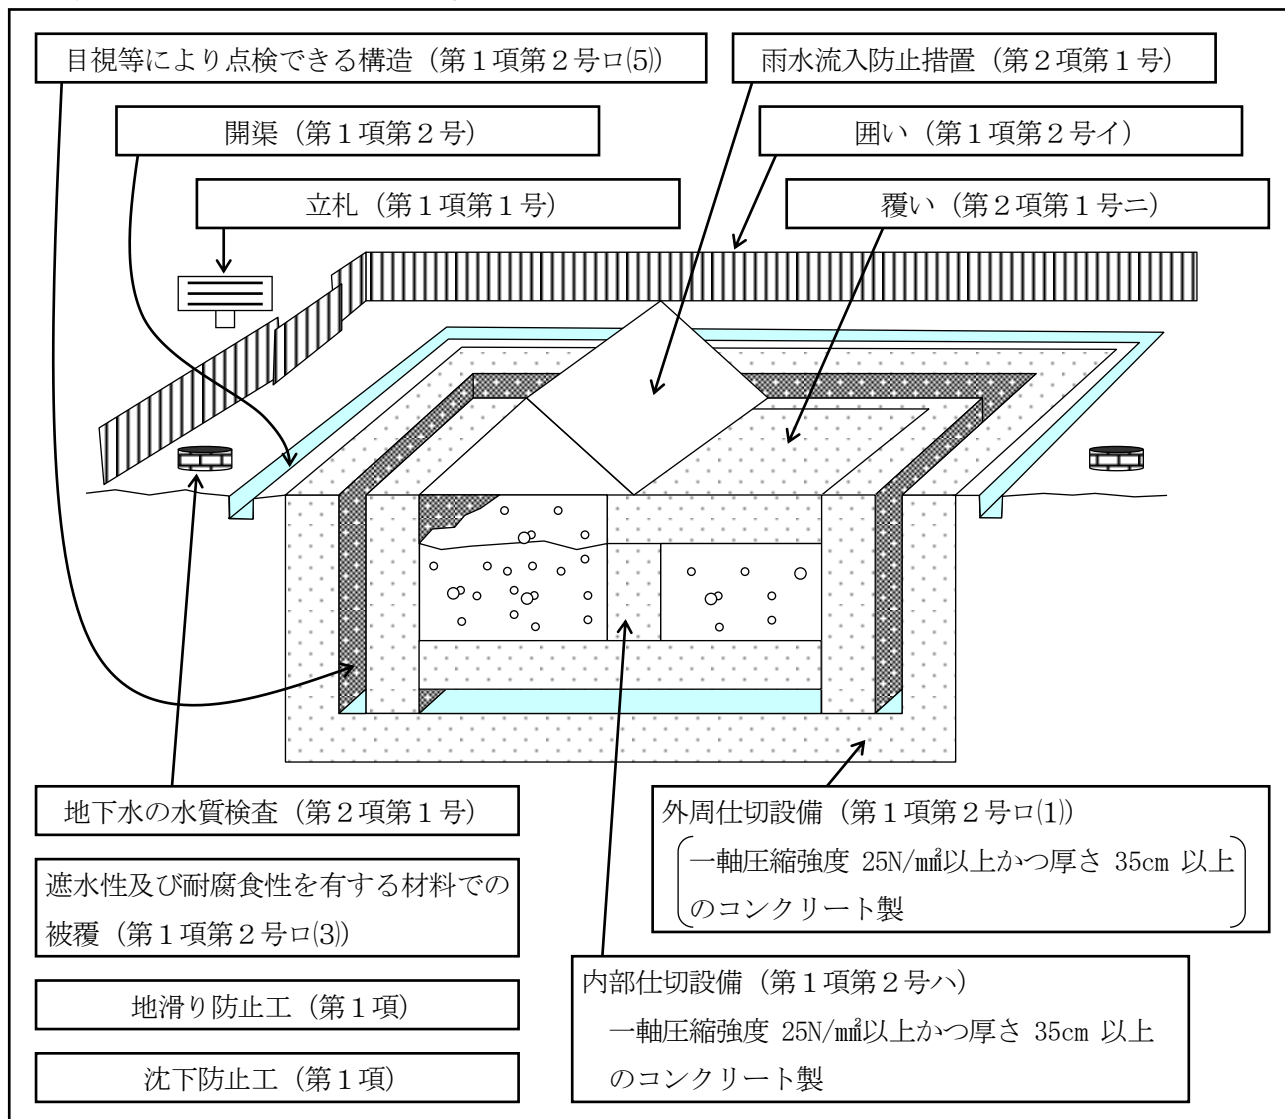 目視等により点検できる構造（第１項第２号ロ⑸）
雨水流入防止措置（第２項第１号）
開渠（第１項第２号）
囲い（第１項第２号イ）
立札（第１項第１号）
覆い（第２項第１号ニ）
地下水の水質検査（第２項第１号）
遮水性及び耐腐食性を有する材料での
被覆（第１項第２号ロ⑶）
地滑り防止工（第１項）
沈下防止工（第１項）
外周仕切設備（第１項第２号ロ⑴）
一軸圧縮強度 25N/㎟以上かつ厚さ 35cm 以上
のコンクリート製
内部仕切設備（第１項第２号ハ）
一軸圧縮強度 25N/㎟以上かつ厚さ 35cm 以上
のコンクリート製